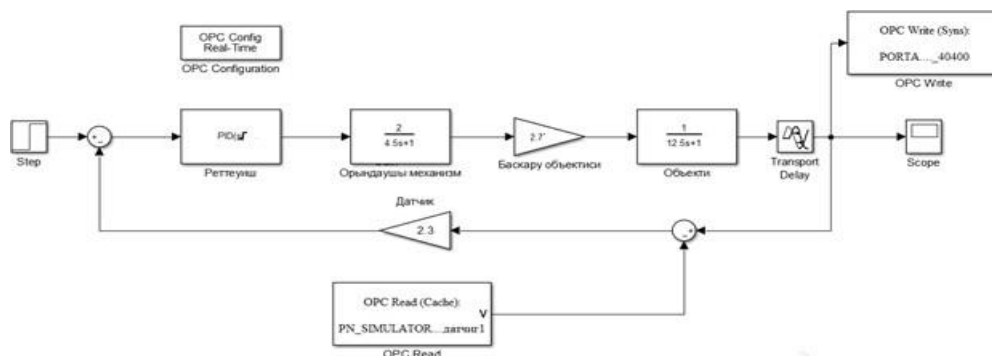 OPC Config
Real-Time
OPC Configuration
OPC Write (Syns):
PORTA...._40400
OPC Write
Step
PID(s)
Реттеуиш
2
4.5s+1
Орындаушы механизм
2.7
Баскару объектиси
1
12.5s+1
Объекти
Transport
Delay
Scope
Датчик
2.3
OPC Read (Cache):
PN_SIMULATOR....датчиг1
V
OPC Read